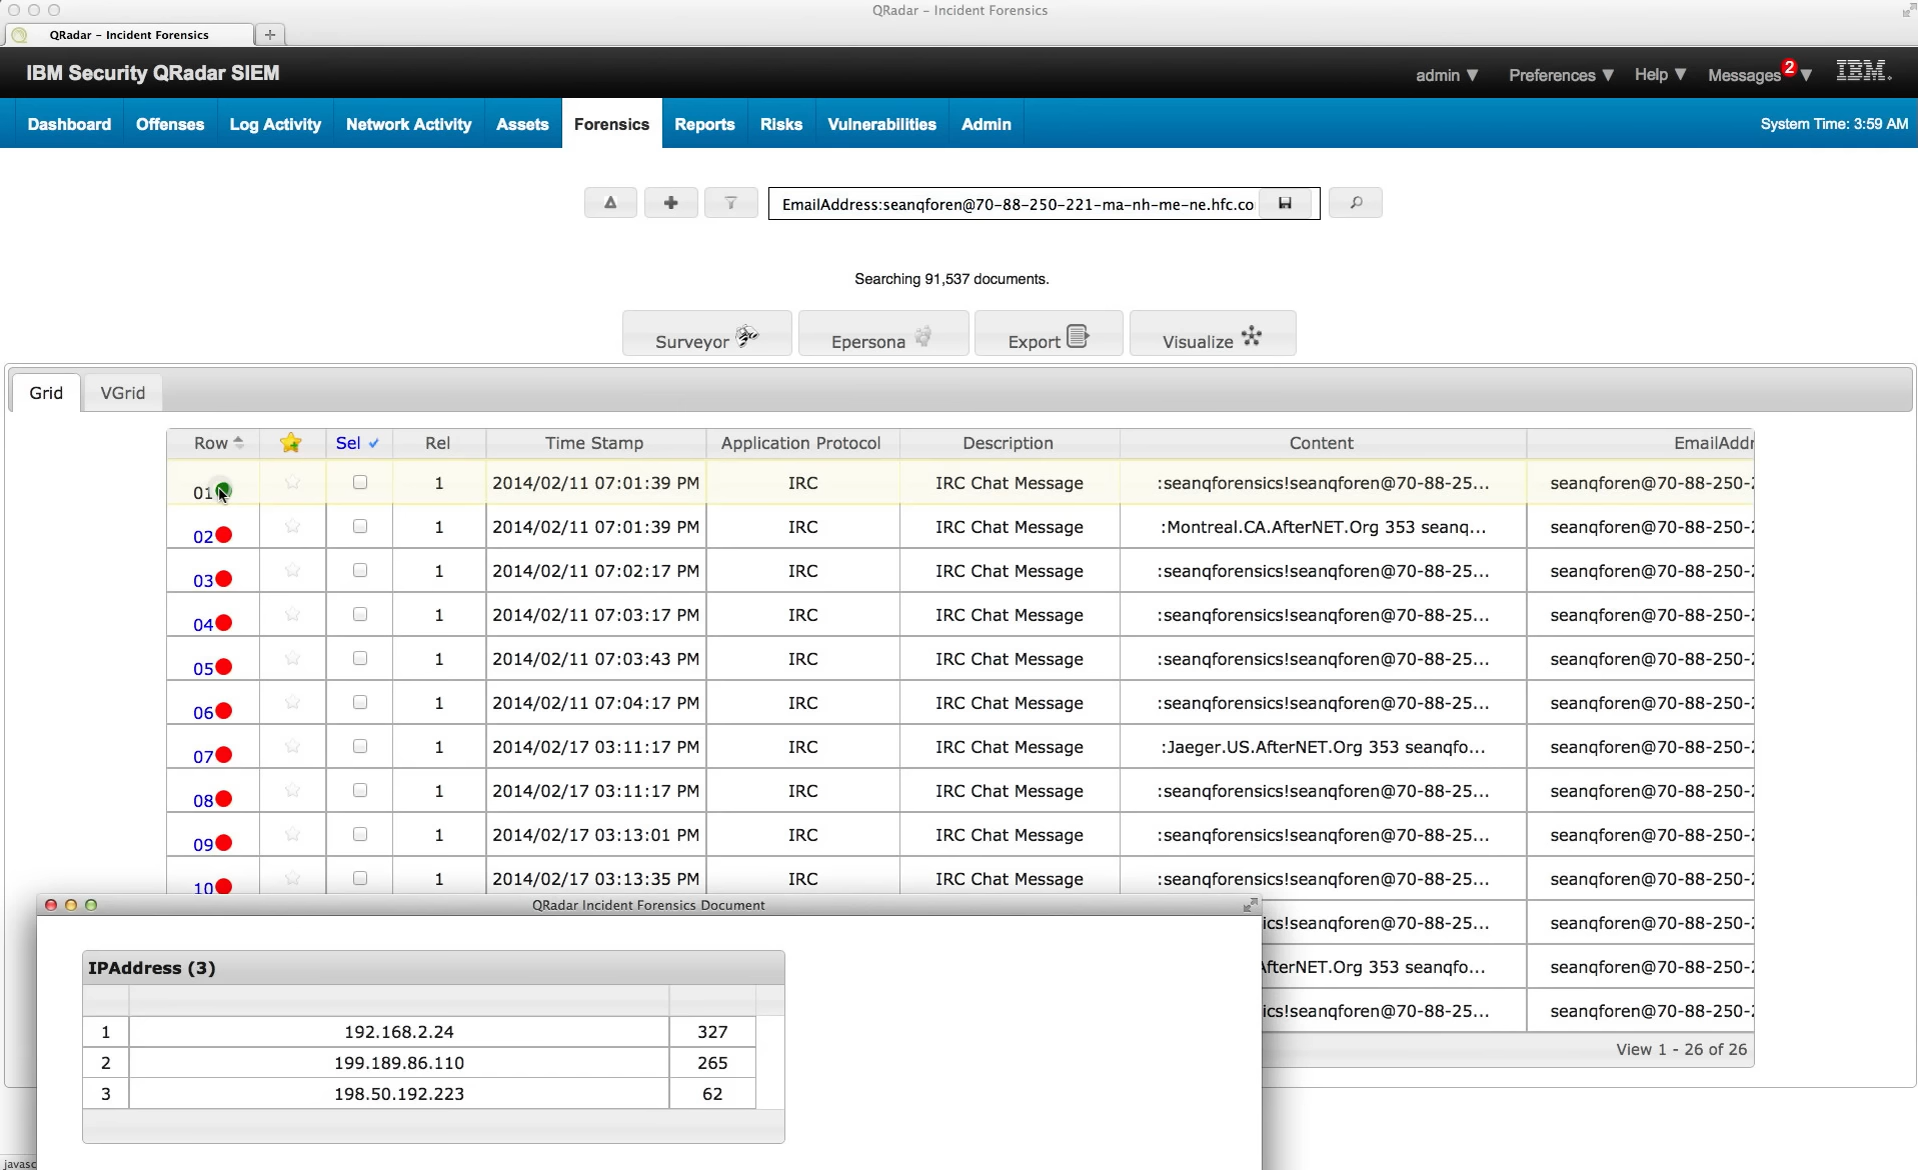 QRadar – Incident Forensics
QRadar – Incident Forensics
IBM Security QRadar SIEM
admin ▼ Preferences ▼ Help ▼ Messages 2 ▼ IBM.
Dashboard Offenses Log Activity Network Activity Assets Forensics Reports Risks Vulnerabilities Admin System Time: 3:59 AM
EmailAddress:seanqforen@70-88-250-221-ma-nh-me-ne.hfc.co
Searching 91,537 documents.
Surveyor Epersona Export Visualize
Grid VGrid
Row Sel Rel Time Stamp Application Protocol Description Content EmailAddr
01 1 2014/02/11 07:01:39 PM IRC IRC Chat Message :seanqforensics!seanqforen@70-88-25... seanqforen@70-88-250-2
02 1 2014/02/11 07:01:39 PM IRC IRC Chat Message :Montreal.CA.AfterNET.Org 353 seanq... seanqforen@70-88-250-2
03 1 2014/02/11 07:02:17 PM IRC IRC Chat Message :seanqforensics!seanqforen@70-88-25... seanqforen@70-88-250-2
04 1 2014/02/11 07:03:17 PM IRC IRC Chat Message :seanqforensics!seanqforen@70-88-25... seanqforen@70-88-250-2
05 1 2014/02/11 07:03:43 PM IRC IRC Chat Message :seanqforensics!seanqforen@70-88-25... seanqforen@70-88-250-2
06 1 2014/02/11 07:04:17 PM IRC IRC Chat Message :seanqforensics!seanqforen@70-88-25... seanqforen@70-88-250-2
07 1 2014/02/17 03:11:17 PM IRC IRC Chat Message :Jaeger.US.AfterNET.Org 353 seanqfo... seanqforen@70-88-250-2
08 1 2014/02/17 03:11:17 PM IRC IRC Chat Message :seanqforensics!seanqforen@70-88-25... seanqforen@70-88-250-2
09 1 2014/02/17 03:13:01 PM IRC IRC Chat Message :seanqforensics!seanqforen@70-88-25... seanqforen@70-88-250-2
10 1 2014/02/17 03:13:35 PM IRC IRC Chat Message :seanqforensics!seanqforen@70-88-25... seanqforen@70-88-250-2
ics!seanqforen@70-88-25... seanqforen@70-88-250-2
AfterNET.Org 353 seanqfo... seanqforen@70-88-250-2
ics!seanqforen@70-88-25... seanqforen@70-88-250-2
View 1 - 26 of 26
QRadar Incident Forensics Document
IPAddress (3)
1 192.168.2.24 327
2 199.189.86.110 265
3 198.50.192.223 62
javasc